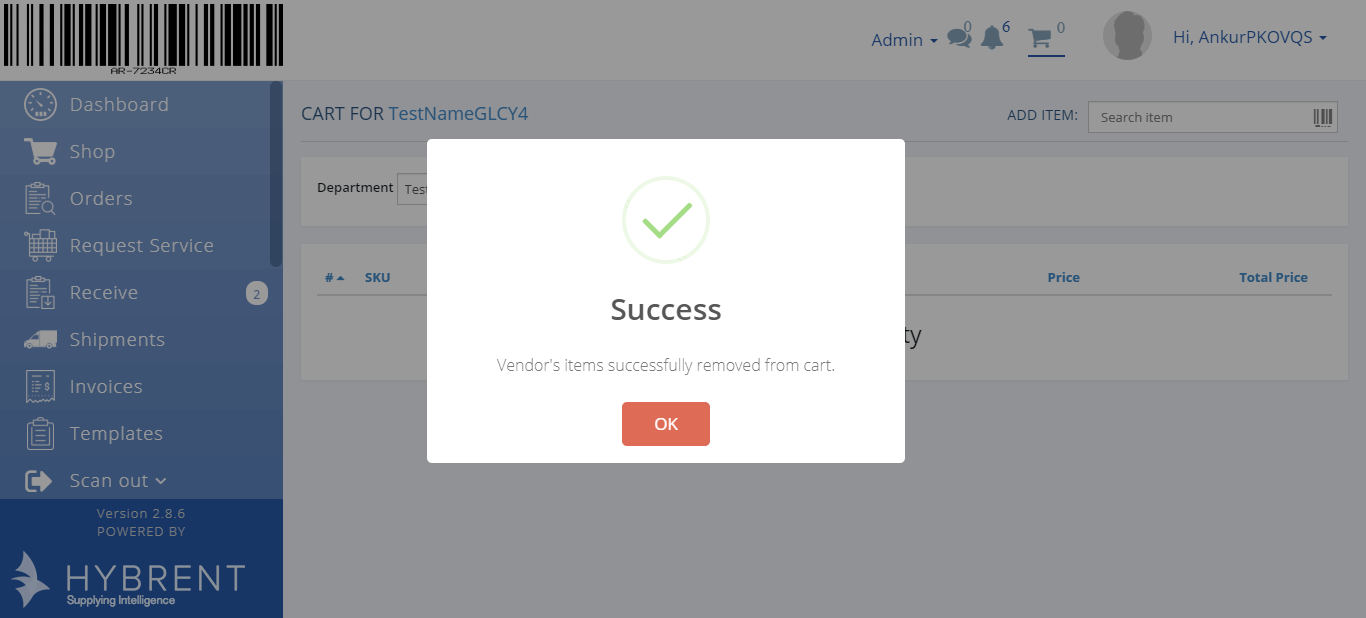 AR-7234CR
Admin
0
6
0
Hi, AnkurPKOVQS
Dashboard
Shop
Orders
Request Service
Receive 2
Shipments
Invoices
Templates
Scan out
Version 2.8.6
POWERED BY
HYBRENT
Supplying Intelligence
CART FOR TestNameGLCY4
ADD ITEM: Search item
Department
# SKU Price Total Price
Success
Vendor's items successfully removed from cart.
OK